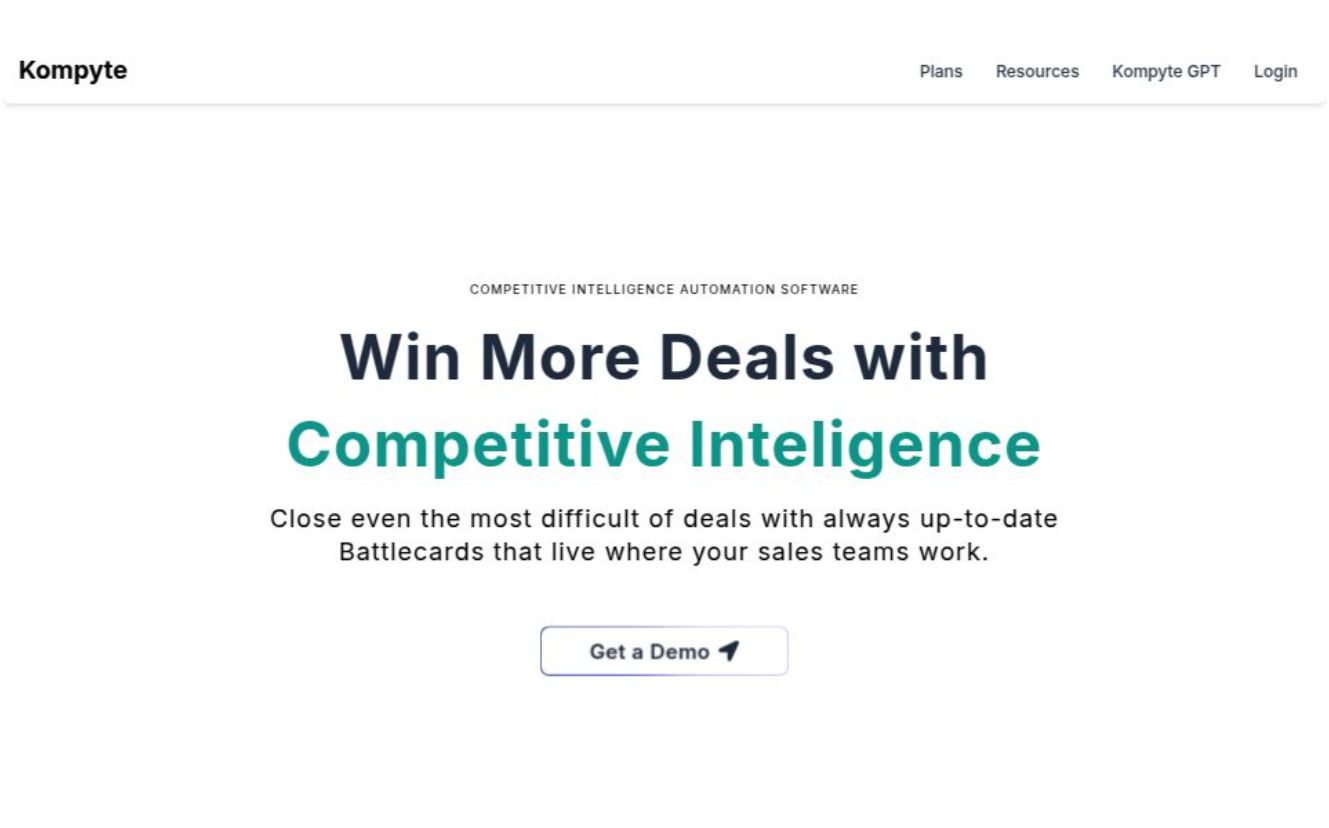 Kompyte
Plans Resources Kompyte GPT Login
COMPETITIVE INTELLIGENCE AUTOMATION SOFTWARE
Win More Deals with
Competitive Inteligence
Close even the most difficult of deals with always up-to-date
Battlecards that live where your sales teams work.
Get a Demo